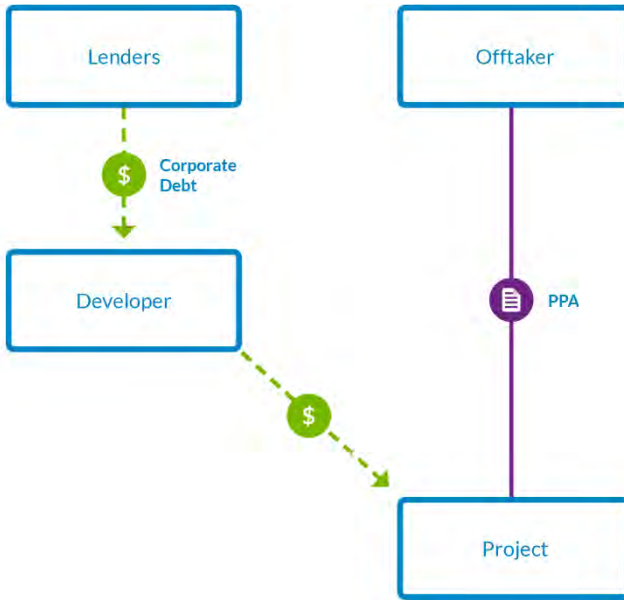 Lenders
Offtaker
$
Corporate
Debt
Developer
PPA
$
Project